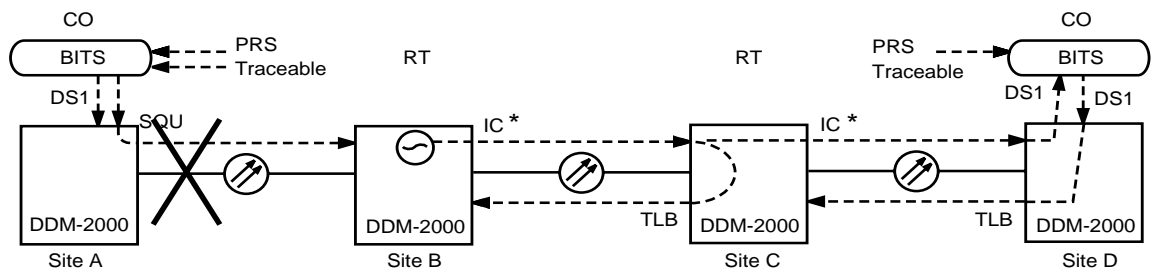 CO
CO
BITS
PRS
Traceable
RT
RT
PRS
Traceable
BITS
DS1
DS1
DS1
SQU
IC *
IC *
TLB
TLB
DDM-2000
DDM-2000
DDM-2000
DDM-2000
Site A
Site B
Site C
Site D